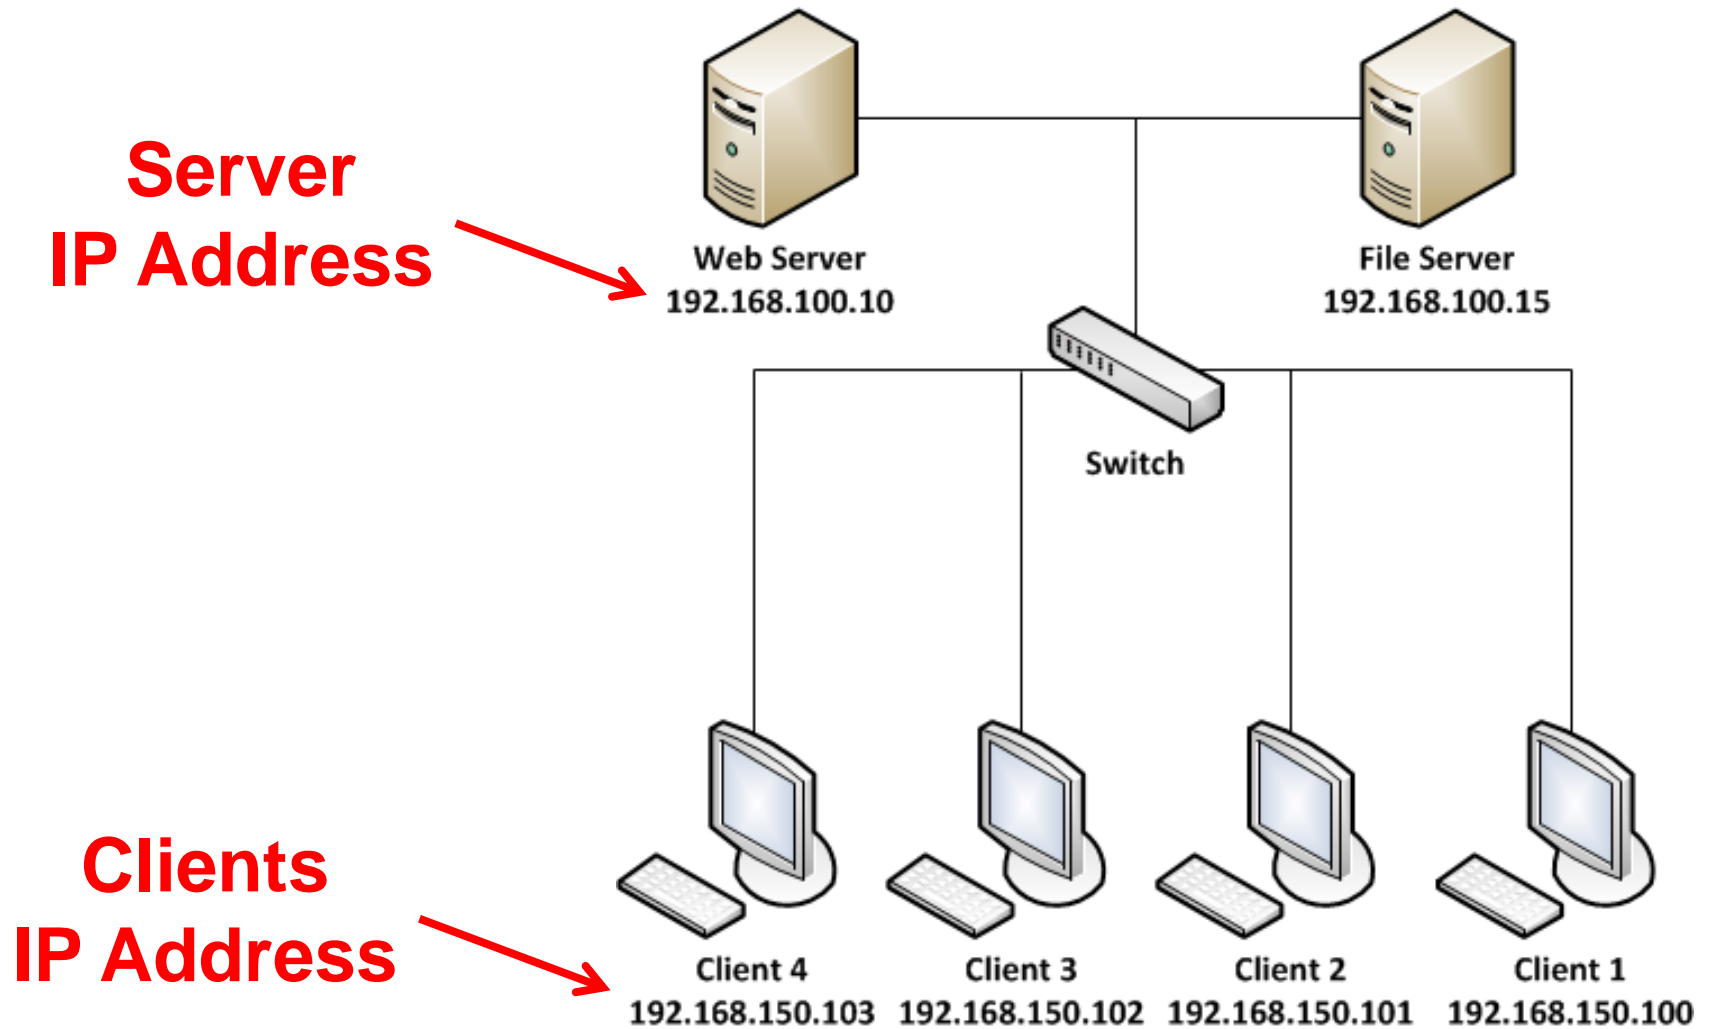 Server
IP Address
Web Server
192.168.100.10
File Server
192.168.100.15
Switch
Clients
IP Address
Client 4
192.168.150.103
Client 3
192.168.150.102
Client 2
192.168.150.101
Client 1
192.168.150.100